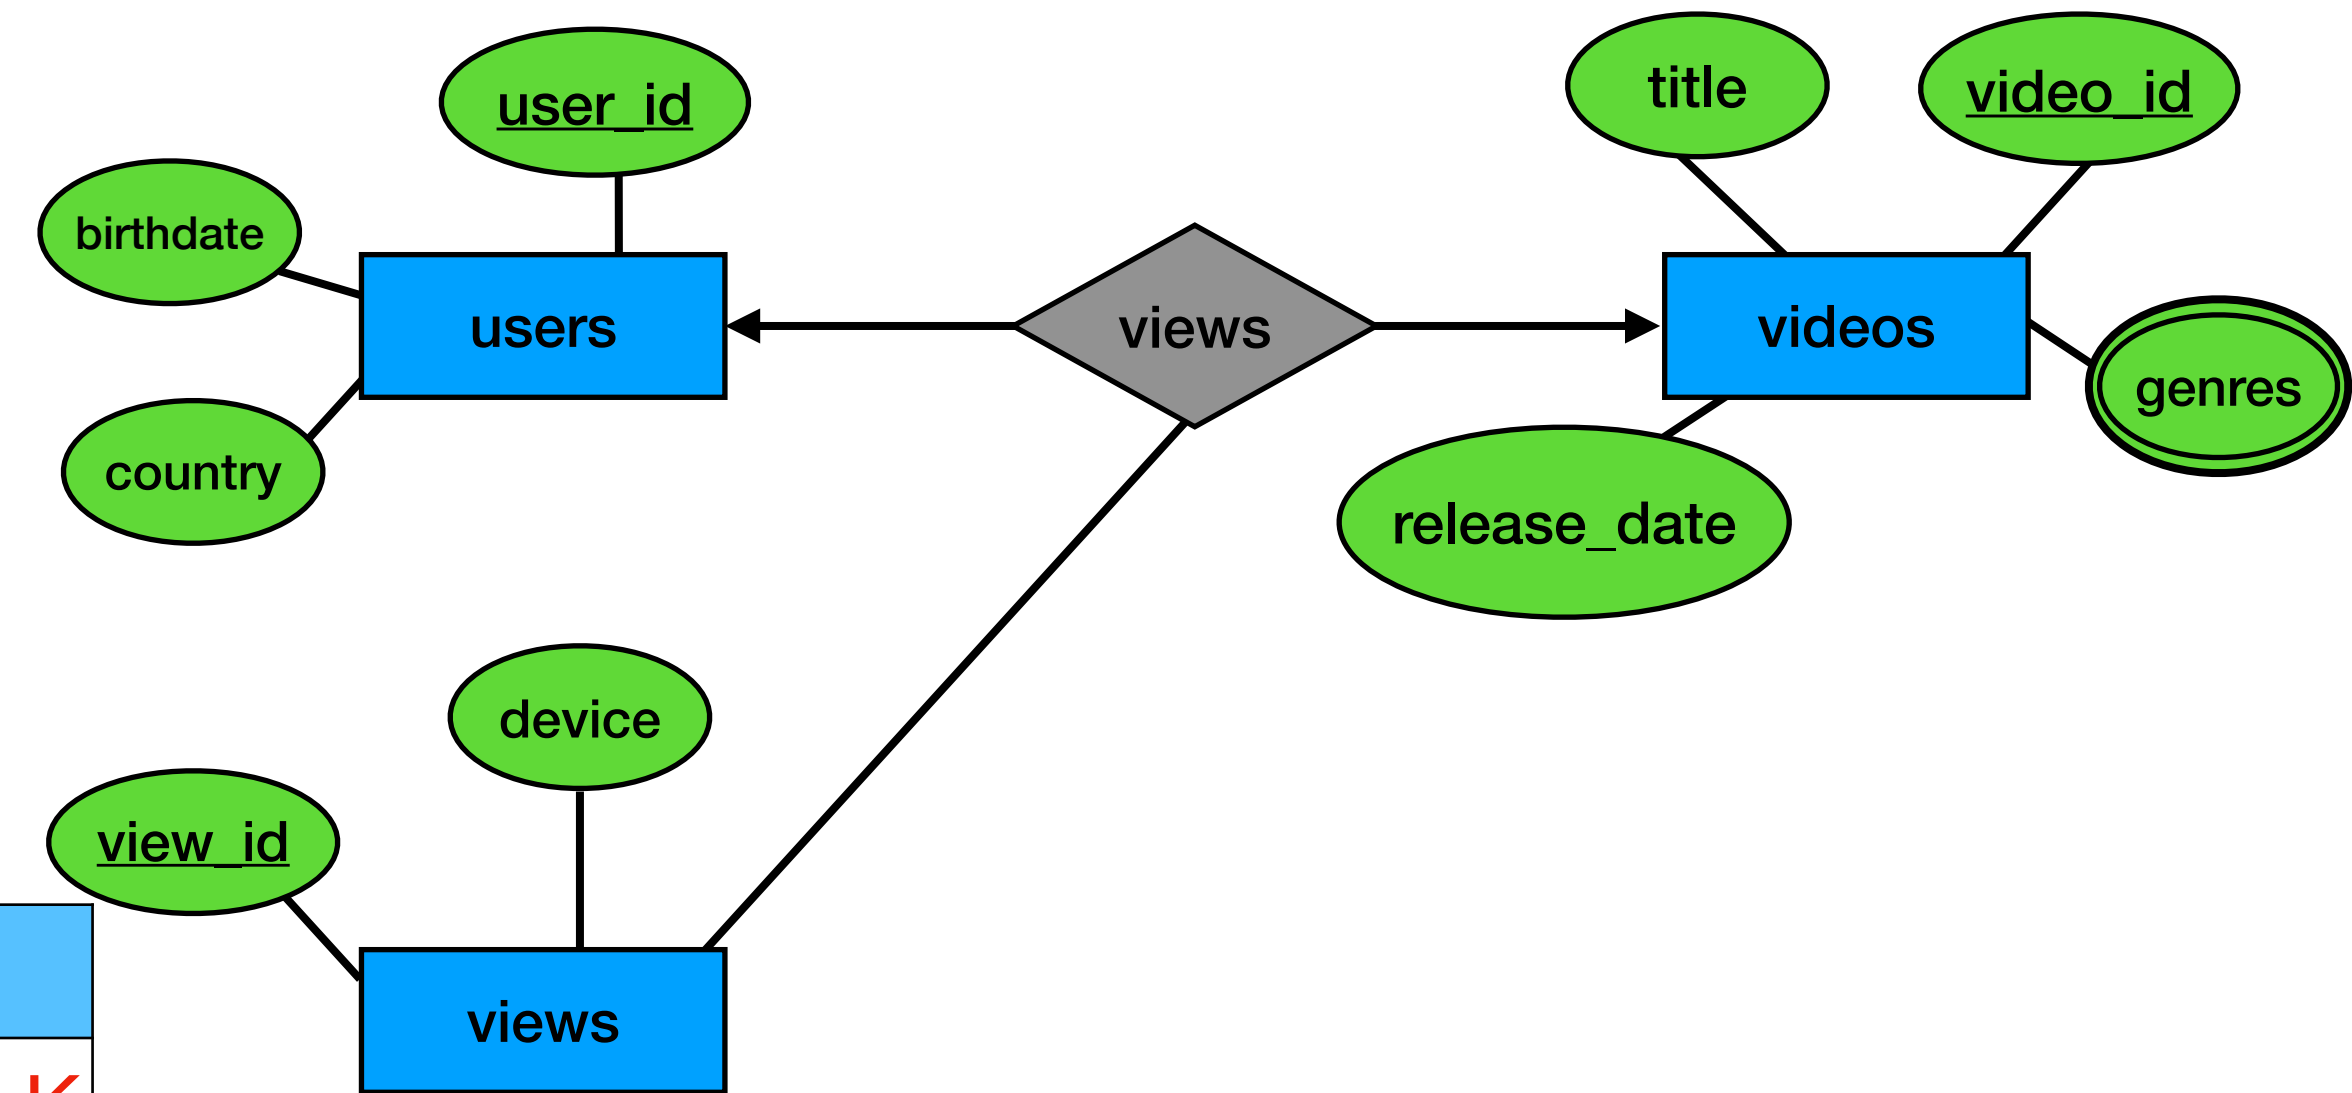 title
video_id
user_id
birthdate
users
views
videos
genres
country
release_date
device
view_id
views
K